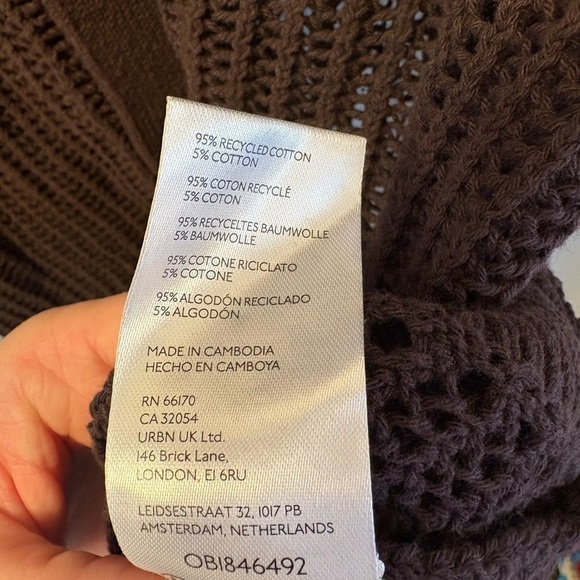 95% RECYCLED COTTON
5% COTTON
95% COTON RECYCLÉ
5% COTON
95% RECYCELTES BAUMWOLLE
5% BAUMWOLLE
95% COTONE RICICLATO
5% COTONE
95% ALGODÓN RECICLADO
5% ALGODÓN
MADE IN CAMBODIA
HECHO EN CAMBOYA
RN 66170
CA 32054
URBN UK Ltd.
146 Brick Lane,
LONDON, E1 6RU
LEIDSESTRAAT 32, 1017 PB
AMSTERDAM, NETHERLANDS
OB1846492